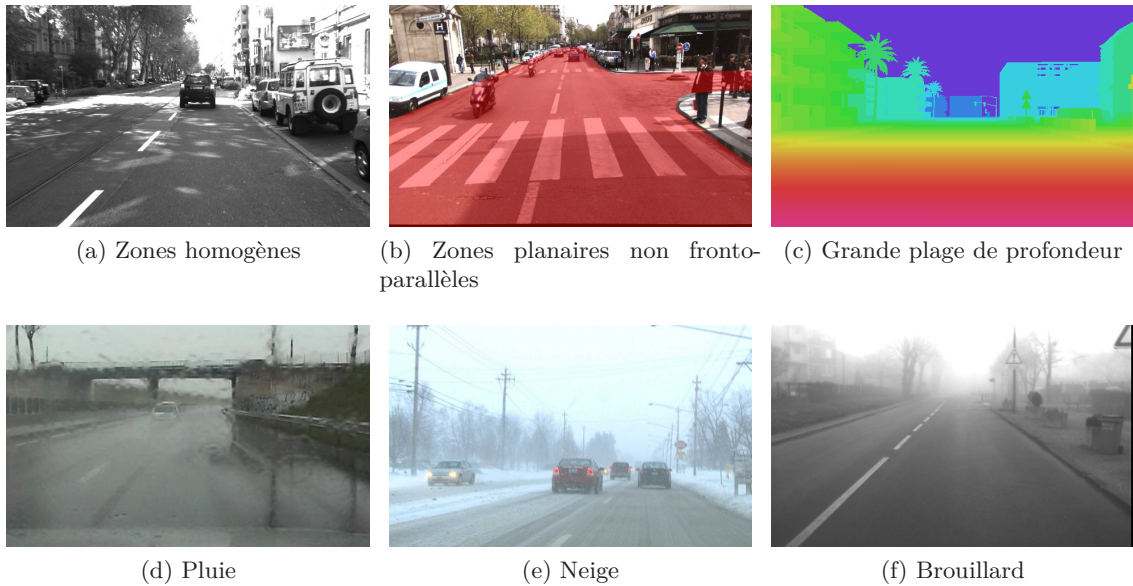 H
(a) Zones homogènes
(b) Zones planaires non fronto-
parallèles
(c) Grande plage de profondeur
(d) Pluie
(e) Neige
(f) Brouillard